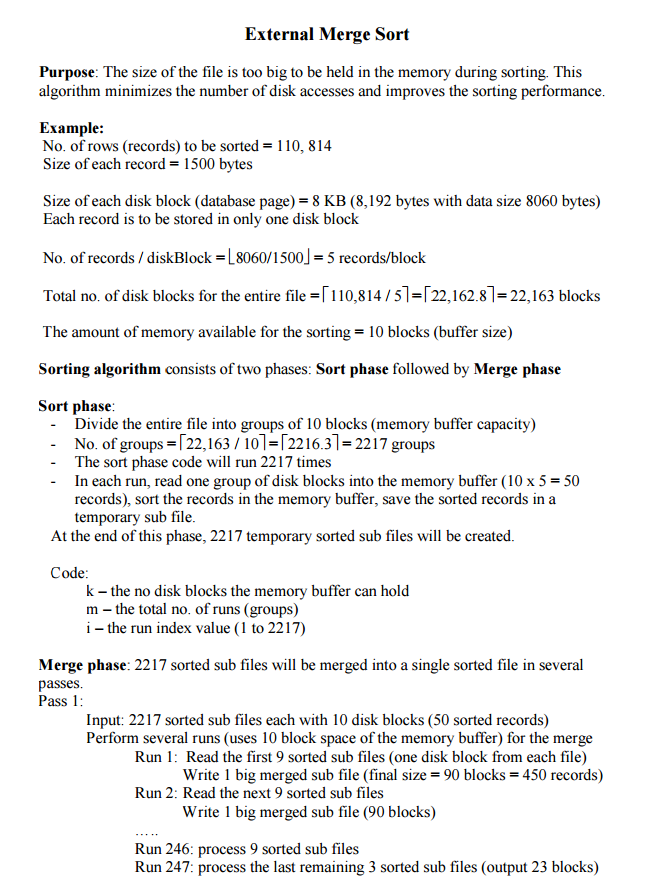 External Merge Sort
Purpose: The size of the file is too big to be held in the memory during sorting. This
algorithm minimizes the number of disk accesses and improves the sorting performance.
Example:
No. of rows (records) to be sorted = 110, 814
Size of each record = 1500 bytes
Size of each disk block (database page) = 8 KB (8,192 bytes with data size 8060 bytes)
Each record is to be stored in only one disk block
No. of records / diskBlock = ⌊8060/1500⌋ = 5 records/block
Total no. of disk blocks for the entire file = ⌈110,814 / 5⌉ = ⌈22,162.8⌉ = 22,163 blocks
The amount of memory available for the sorting = 10 blocks (buffer size)
Sorting algorithm consists of two phases: Sort phase followed by Merge phase
Sort phase:
- Divide the entire file into groups of 10 blocks (memory buffer capacity)
- No. of groups = ⌈22,163 / 10⌉ = ⌈2216.3⌉ = 2217 groups
- The sort phase code will run 2217 times
- In each run, read one group of disk blocks into the memory buffer (10 x 5 = 50
records), sort the records in the memory buffer, save the sorted records in a
temporary sub file.
At the end of this phase, 2217 temporary sorted sub files will be created.
Code:
k – the no disk blocks the memory buffer can hold
m – the total no. of runs (groups)
i – the run index value (1 to 2217)
Merge phase: 2217 sorted sub files will be merged into a single sorted file in several
passes.
Pass 1:
Input: 2217 sorted sub files each with 10 disk blocks (50 sorted records)
Perform several runs (uses 10 block space of the memory buffer) for the merge
Run 1: Read the first 9 sorted sub files (one disk block from each file)
Write 1 big merged sub file (final size = 90 blocks = 450 records)
Run 2: Read the next 9 sorted sub files
Write 1 big merged sub file (90 blocks)
…..
Run 246: process 9 sorted sub files
Run 247: process the last remaining 3 sorted sub files (output 23 blocks)